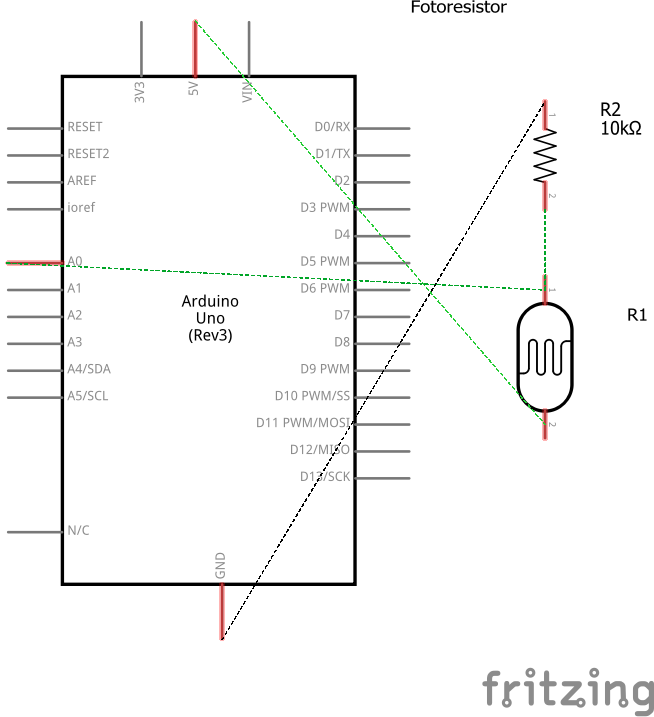 Fotoresistor
3V3
5V
VIN
RESET
RESET2
AREF
ioref
A0
A1
A2
A3
A4/SDA
A5/SCL
N/C
D0/RX
D1/TX
D2
D3 PWM
D4
D5 PWM
D6 PWM
D7
D8
D9 PWM
D10 PWM/SS
D11 PWM/MOSI
D12/MISO
D13/SCK
Arduino
Uno
(Rev3)
GND
1
R2
10kΩ
2
1
R1
2
fritzing